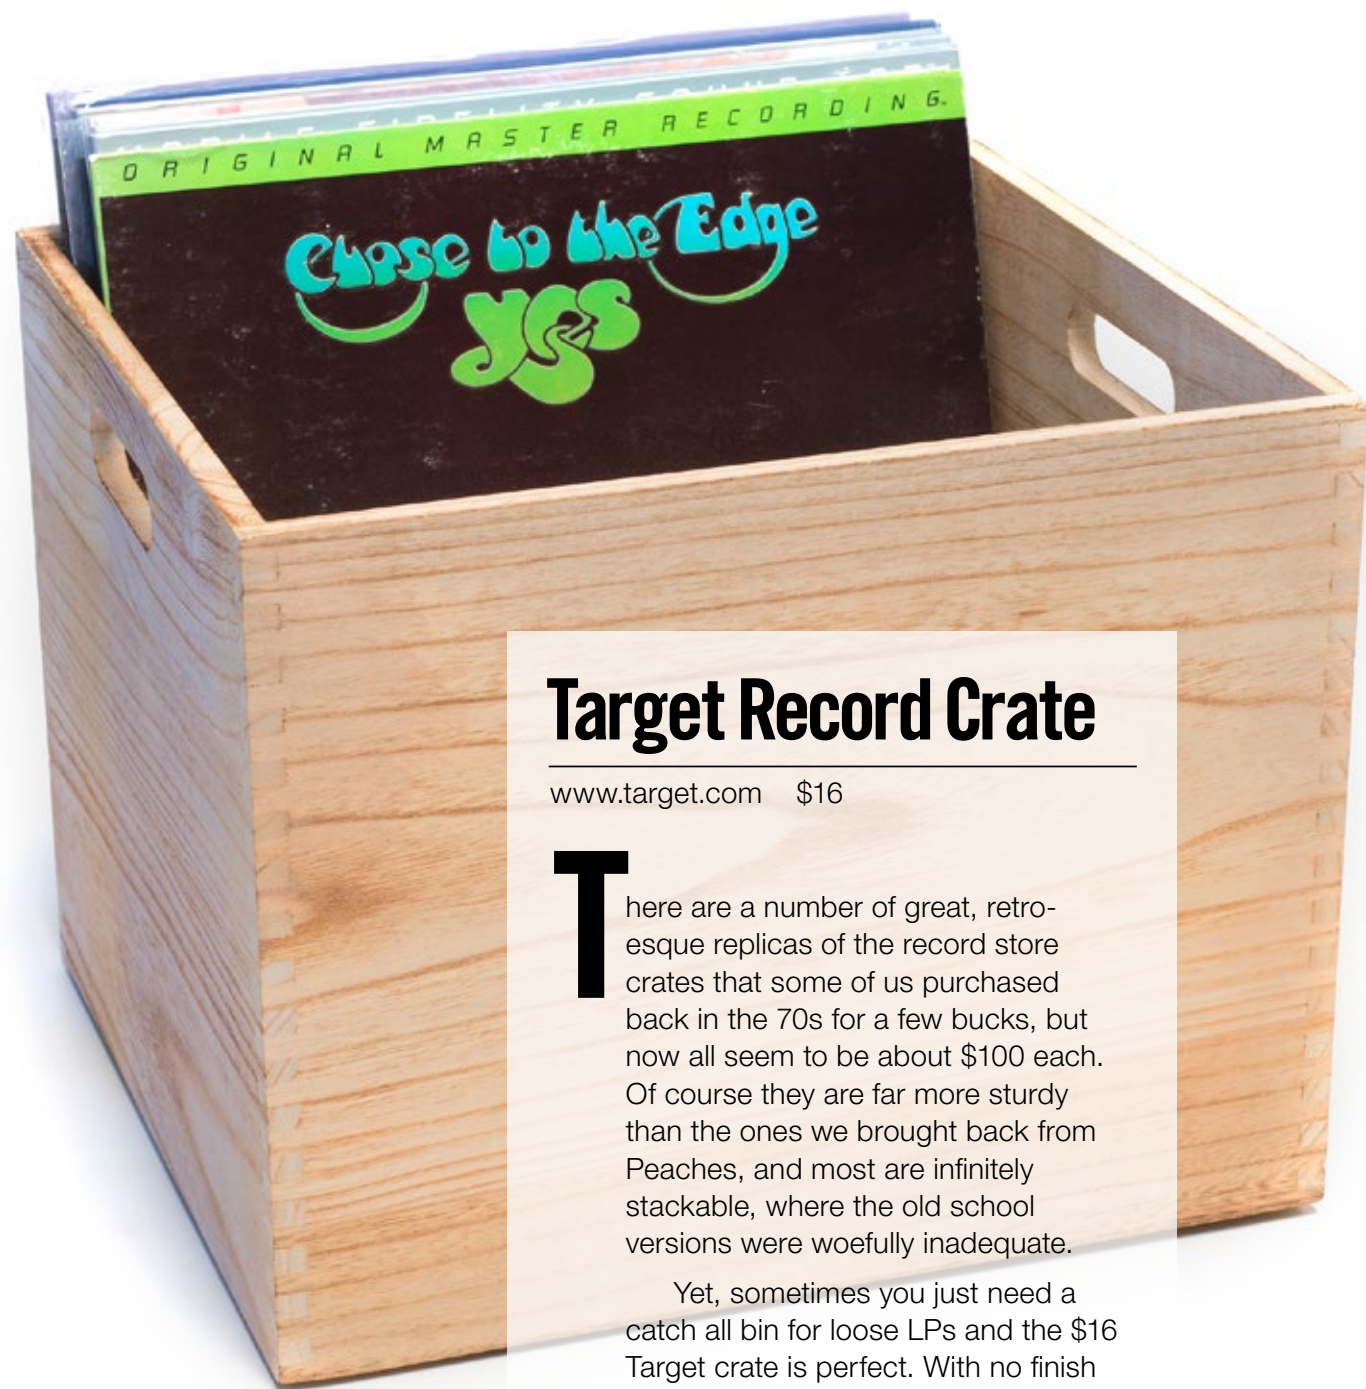 ORIGINAL MASTER RECORDING.
Close to the Edge
yes
Target Record Crate
www.target.com $16
There are a number of great, retro-
esque replicas of the record store
crates that some of us purchased
back in the 70s for a few bucks, but
now all seem to be about $100 each.
Of course they are far more sturdy
than the ones we brought back from
Peaches, and most are infinitely
stackable, where the old school
versions were woefully inadequate.
Yet, sometimes you just need a
catch all bin for loose LPs and the $16
Target crate is perfect. With no finish